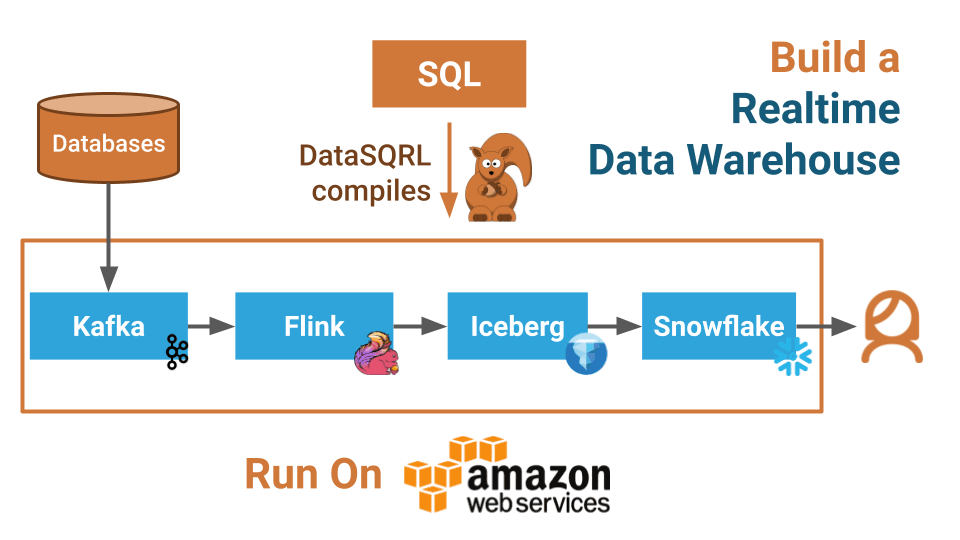 SQL
Build a
Realtime
Data Warehouse
Databases
DataSQRL
compiles
Kafka
Flink
Iceberg
Snowflake
Run On
amazon
web services